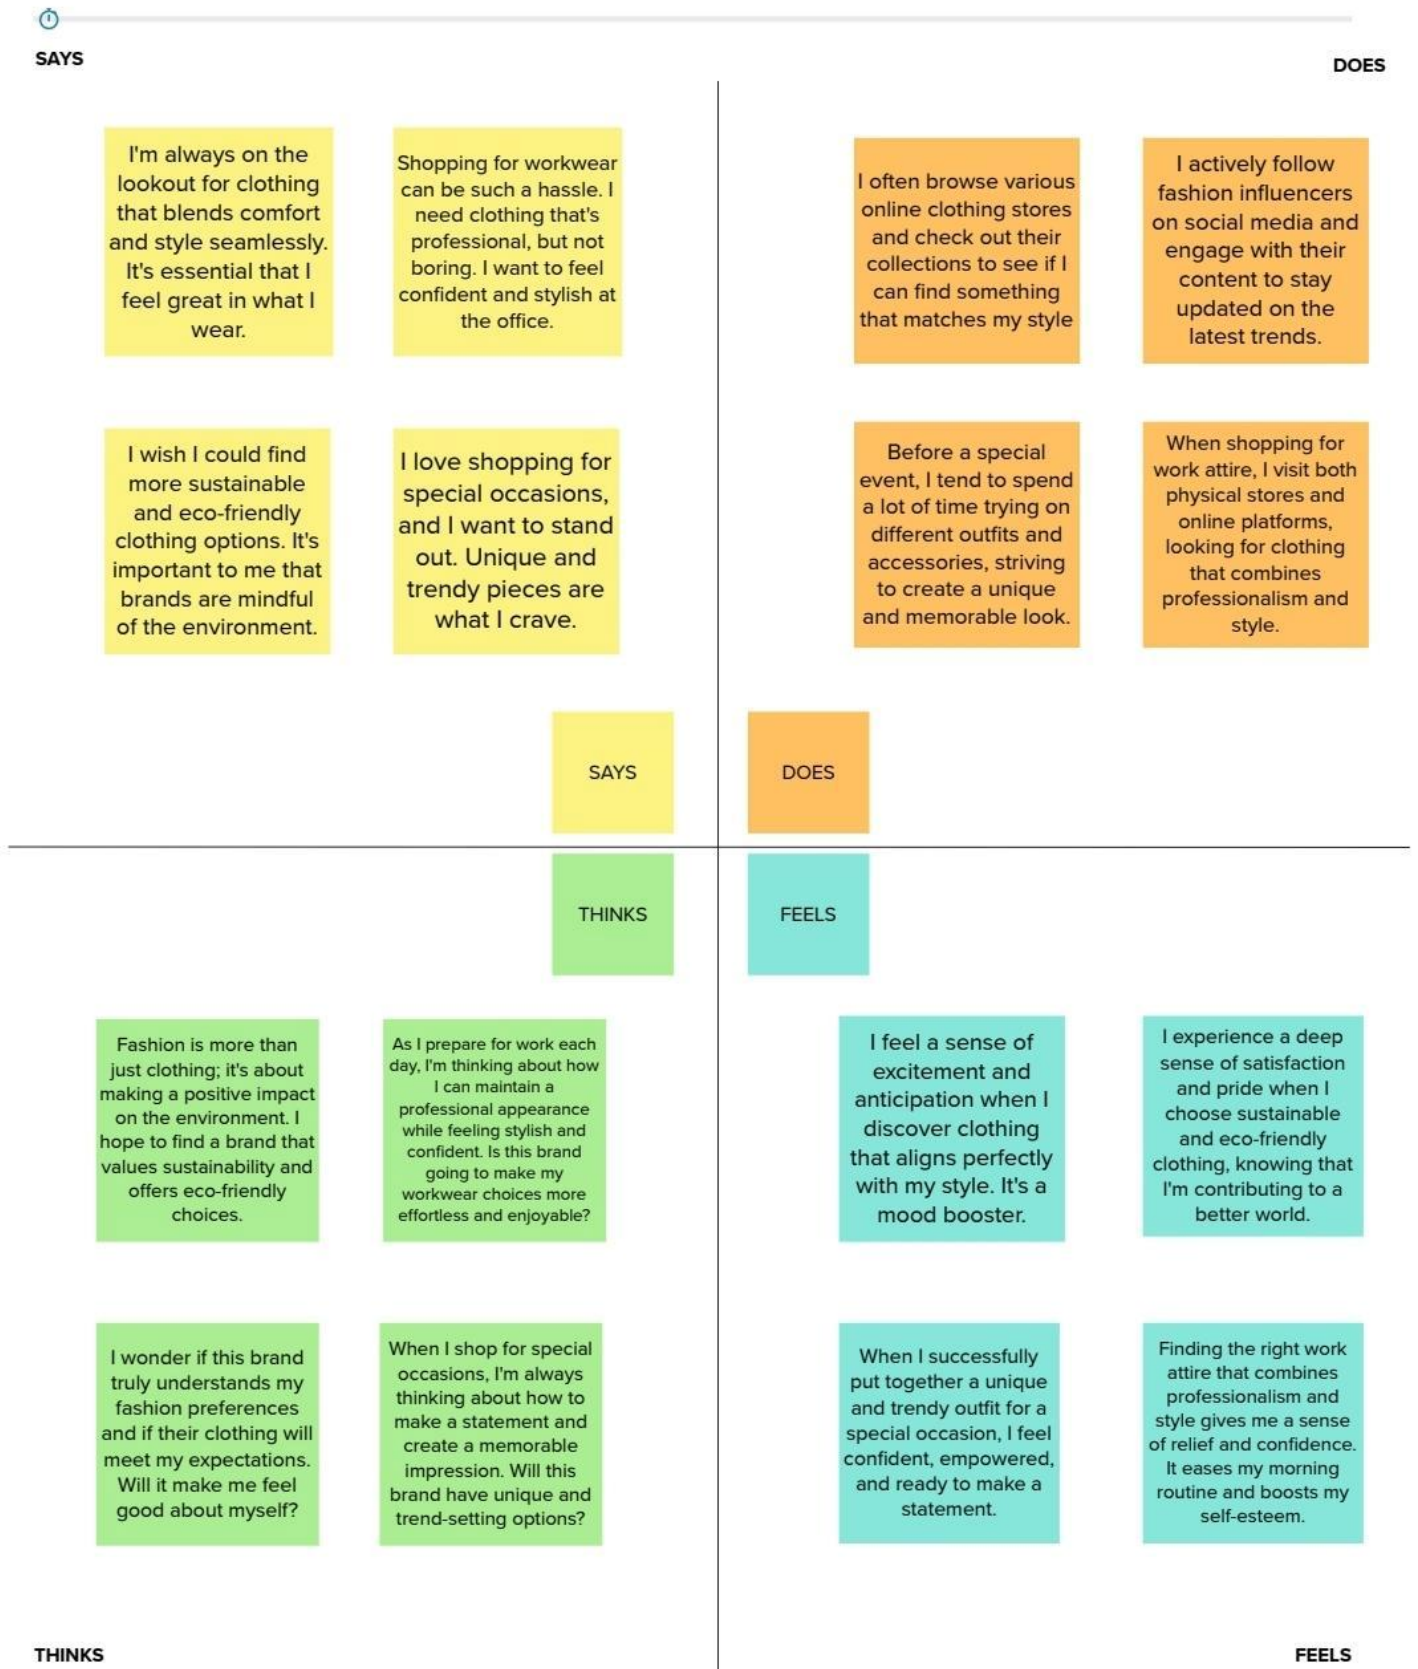 SAYS
DOES
I'm always on the
lookout for clothing
that blends comfort
and style seamlessly.
It's essential that I
feel great in what I
wear.
Shopping for workwear
can be such a hassle. I
need clothing that's
professional, but not
boring. I want to feel
confident and stylish at
the office.
I often browse various
online clothing stores
and check out their
collections to see if I
can find something
that matches my style
I actively follow
fashion influencers
on social media and
engage with their
content to stay
updated on the
latest trends.
I wish I could find
more sustainable
and eco-friendly
clothing options. It's
important to me that
brands are mindful
of the environment.
I love shopping for
special occasions,
and I want to stand
out. Unique and
trendy pieces are
what I crave.
Before a special
event, I tend to spend
a lot of time trying on
different outfits and
accessories, striving
to create a unique
and memorable look.
When shopping for
work attire, I visit both
physical stores and
online platforms,
looking for clothing
that combines
professionalism and
style.
SAYS
DOES
THINKS
FEELS
Fashion is more than
just clothing; it's about
making a positive impact
on the environment. I
hope to find a brand that
values sustainability and
offers eco-friendly
choices.
As I prepare for work each
day, I'm thinking about how
I can maintain a
professional appearance
while feeling stylish and
confident. Is this brand
going to make my
workwear choices more
effortless and enjoyable?
I feel a sense of
excitement and
anticipation when I
discover clothing
that aligns perfectly
with my style. It's a
mood booster.
I experience a deep
sense of satisfaction
and pride when I
choose sustainable
and eco-friendly
clothing, knowing that
I'm contributing to a
better world.
I wonder if this brand
truly understands my
fashion preferences
and if their clothing will
meet my expectations.
Will it make me feel
good about myself?
When I shop for special
occasions, I'm always
thinking about how to
make a statement and
create a memorable
impression. Will this
brand have unique and
trend-setting options?
When I successfully
put together a unique
and trendy outfit for a
special occasion, I feel
confident, empowered,
and ready to make a
statement.
Finding the right work
attire that combines
professionalism and
style gives me a sense
of relief and confidence.
It eases my morning
routine and boosts my
self-esteem.
THINKS
FEELS